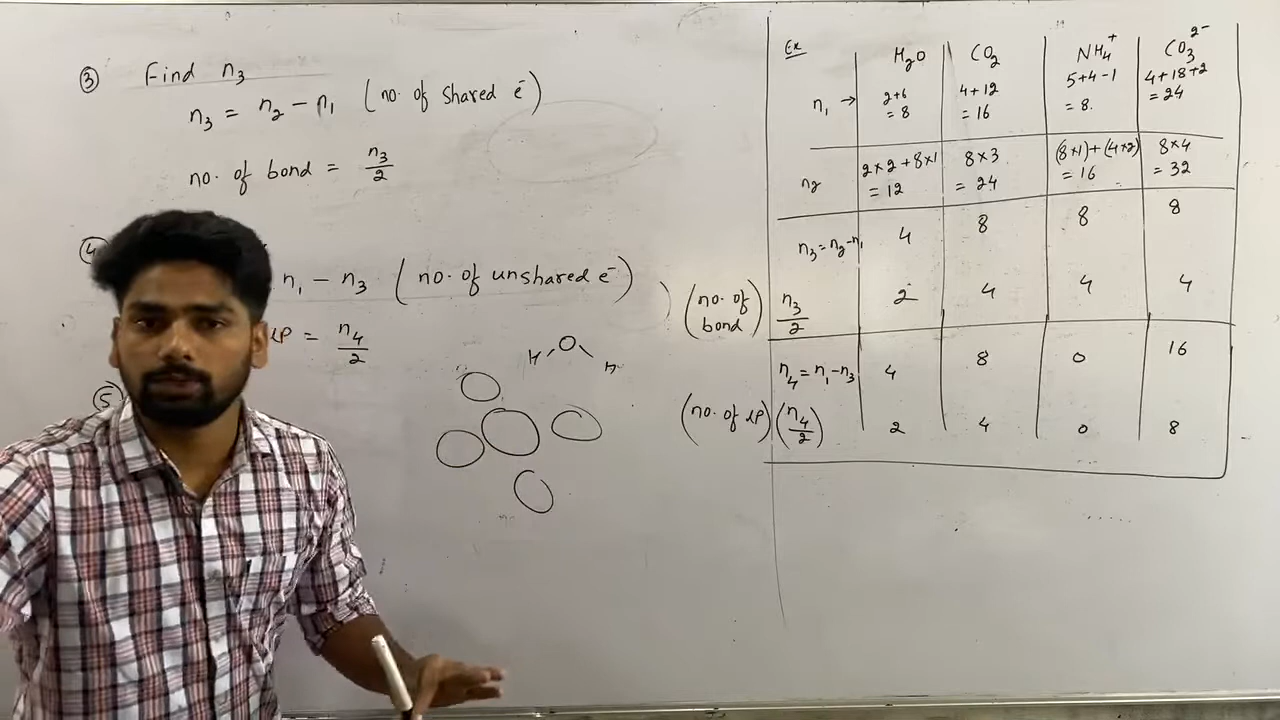 ③ Find n₃
n₃ = n₂ – n₁ (no. of shared e⁻)
no. of bond = n₃/2
④
n₁ – n₃ (no. of unshared e⁻)
LP = n₄/2
⑤
H O H
Ex H₂O CO₂ NH₄⁺ CO₃²⁻
n₁ → 2+6 = 8 4+12 = 16 5+4-1 = 8. 4+18+2 = 24
n₂ 2×2+8×1 = 12 8×3 = 24 (8×1)+(4×2) = 16 8×4 = 32
n₃=n₂-n₁ 4 8 8 8
(no. of bond) n₃/2 2 4 4 4
n₄=n₁-n₃ 4 8 0 16
(no. of LP) (n₄/2) 2 4 0 8